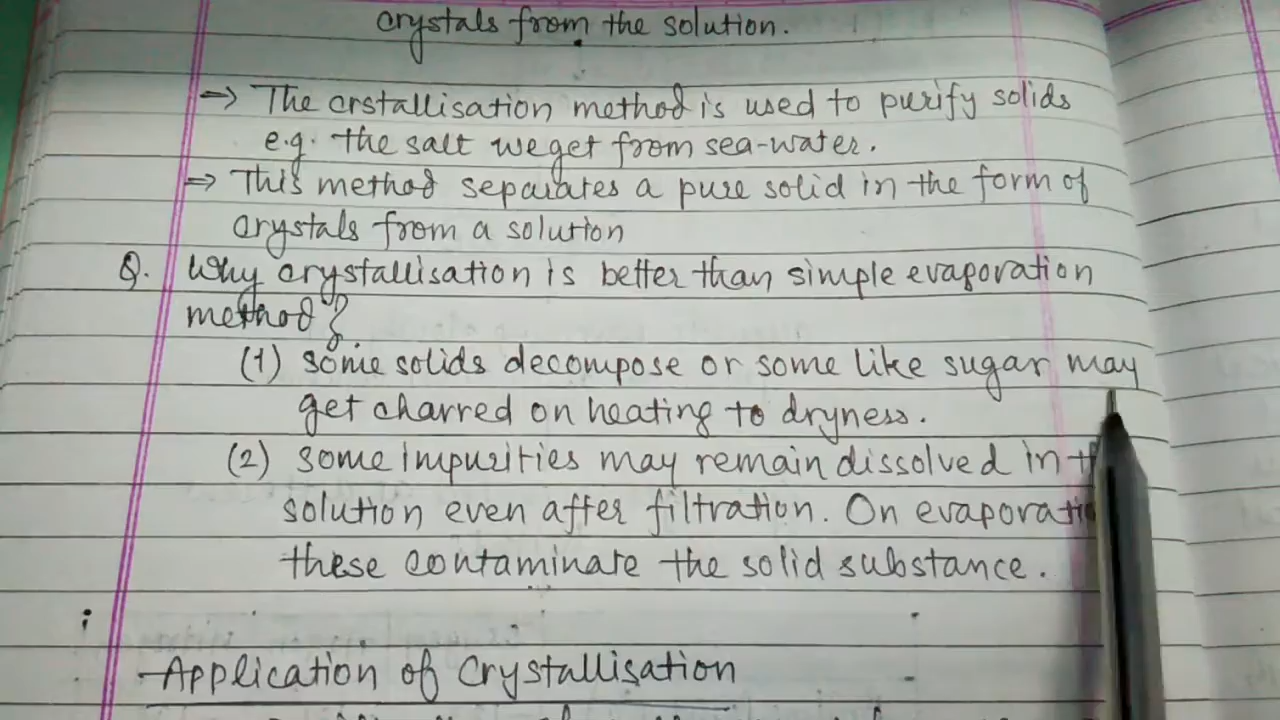 crystals from the solution.
→ The crstallisation method is used to purify solids
e.g. the salt we get from sea-water.
⇒ This method separates a pure solid in the form of
crystals from a solution
Q. Why crystallisation is better than simple evaporation
method?
(1) some solids decompose or some like sugar may
get charred on heating to dryness.
(2) some impurities may remain dissolved in
solution even after filtration. On
these contaminate the solid substance.
Application of Crystallisation